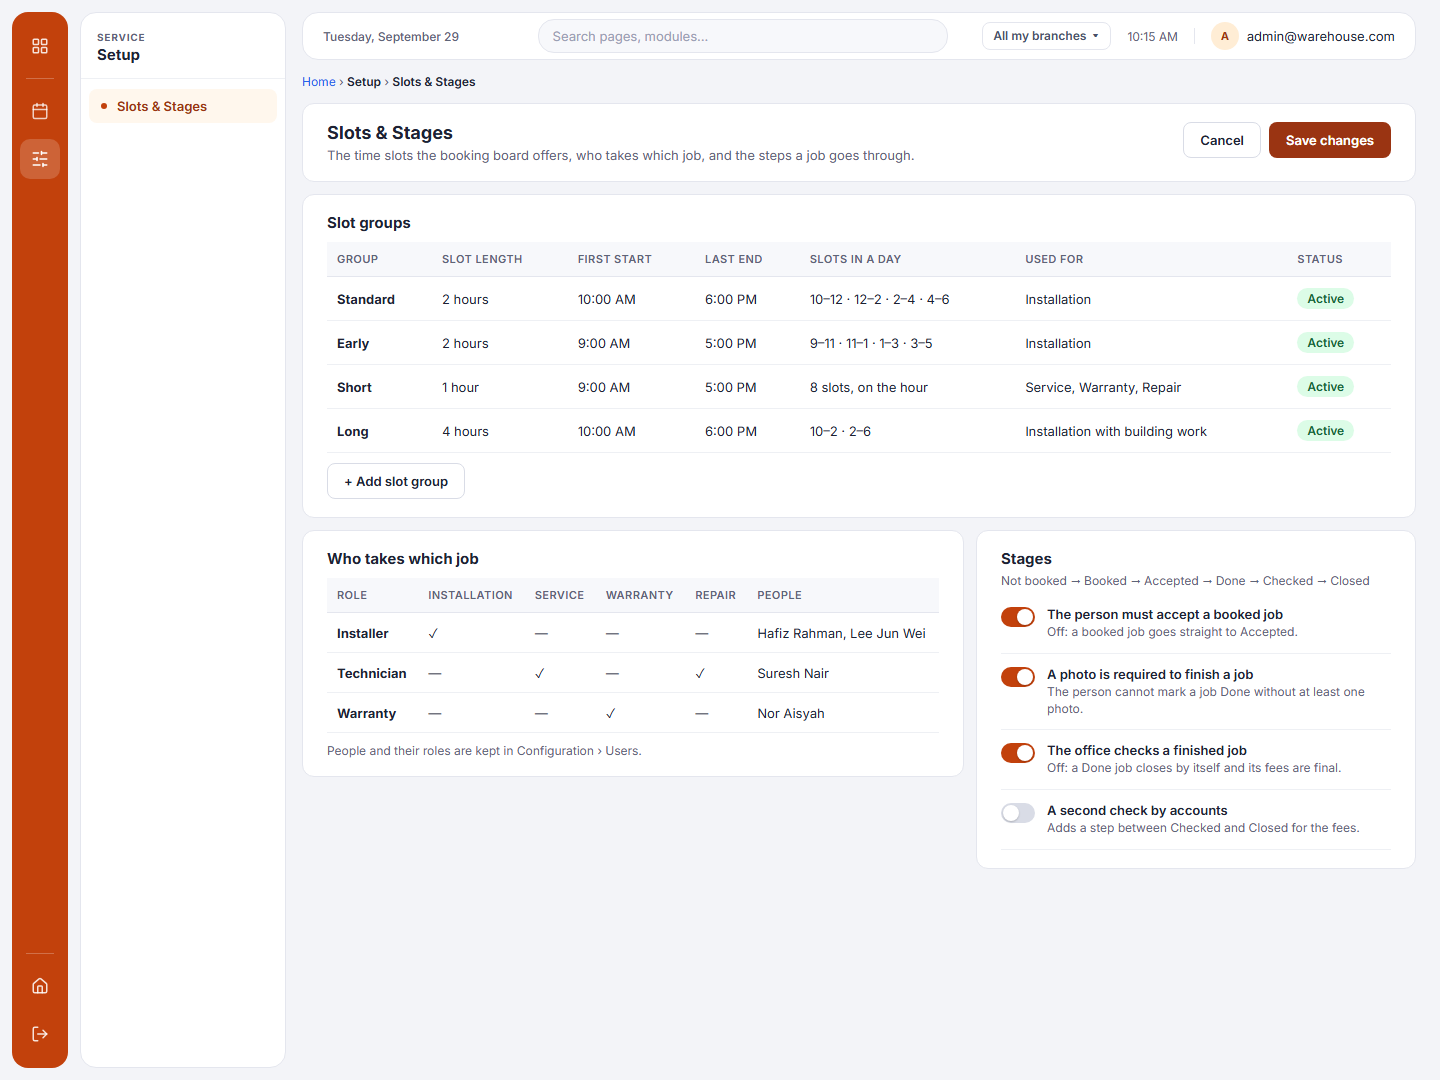 SERVICE
Setup
Slots & Stages
Tuesday, September 29
Search pages, modules...
All my branches
10:15 AM
A
admin@warehouse.com
Home › Setup › Slots & Stages
Slots & Stages
The time slots the booking board offers, who takes which job, and the steps a job goes through.
Cancel
Save changes
Slot groups
GROUP SLOT LENGTH FIRST START LAST END SLOTS IN A DAY USED FOR STATUS
Standard 2 hours 10:00 AM 6:00 PM 10–12 · 12–2 · 2–4 · 4–6 Installation Active
Early 2 hours 9:00 AM 5:00 PM 9–11 · 11–1 · 1–3 · 3–5 Installation Active
Short 1 hour 9:00 AM 5:00 PM 8 slots, on the hour Service, Warranty, Repair Active
Long 4 hours 10:00 AM 6:00 PM 10–2 · 2–6 Installation with building work Active
+ Add slot group
Who takes which job
ROLE INSTALLATION SERVICE WARRANTY REPAIR PEOPLE
Installer ✓ — — — Hafiz Rahman, Lee Jun Wei
Technician — ✓ — ✓ Suresh Nair
Warranty — — ✓ — Nor Aisyah
People and their roles are kept in Configuration › Users.
Stages
Not booked → Booked → Accepted → Done → Checked → Closed
The person must accept a booked job
Off: a booked job goes straight to Accepted.
A photo is required to finish a job
The person cannot mark a job Done without at least one
photo.
The office checks a finished job
Off: a Done job closes by itself and its fees are final.
A second check by accounts
Adds a step between Checked and Closed for the fees.